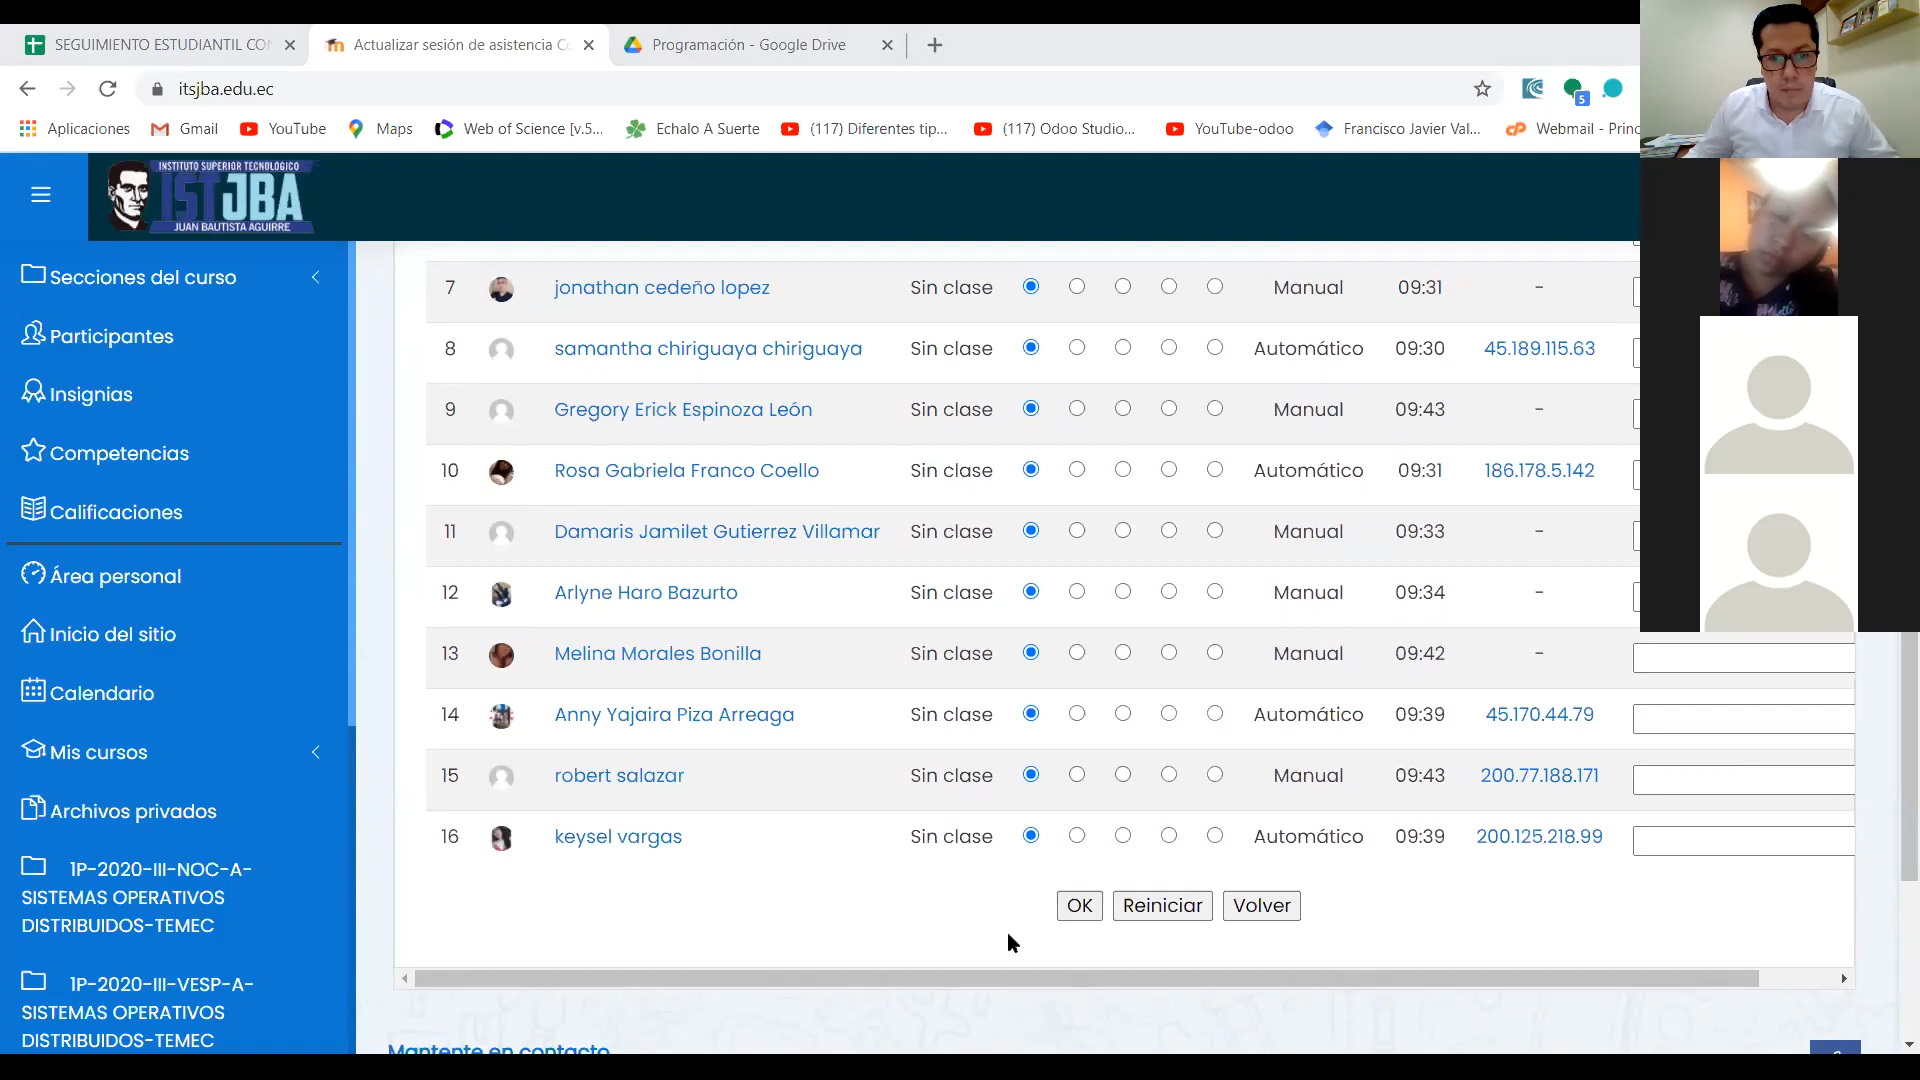 SEGUIMIENTO ESTUDIANTIL CON
Actualizar sesión de asistencia Co
Programación - Google Drive
itsjba.edu.ec
5
Aplicaciones
Gmail
YouTube
Maps
Web of Science [v.5...
Echalo A Suerte
(117) Diferentes tip...
(117) Odoo Studio...
YouTube-odoo
Francisco Javier Val...
Webmail - Princ
INSTITUTO SUPERIOR TECNOLÓGICO
ISTJBA
JUAN BAUTISTA AGUIRRE
Secciones del curso
Participantes
Insignias
Competencias
Calificaciones
Área personal
Inicio del sitio
Calendario
Mis cursos
Archivos privados
1P-2020-III-NOC-A-
SISTEMAS OPERATIVOS
DISTRIBUIDOS-TEMEC
1P-2020-III-VESP-A-
SISTEMAS OPERATIVOS
DISTRIBUIDOS-TEMEC
7 jonathan cedeño lopez Sin clase Manual 09:31 -
8 samantha chiriguaya chiriguaya Sin clase Automático 09:30 45.189.115.63
9 Gregory Erick Espinoza León Sin clase Manual 09:43 -
10 Rosa Gabriela Franco Coello Sin clase Automático 09:31 186.178.5.142
11 Damaris Jamilet Gutierrez Villamar Sin clase Manual 09:33 -
12 Arlyne Haro Bazurto Sin clase Manual 09:34 -
13 Melina Morales Bonilla Sin clase Manual 09:42 -
14 Anny Yajaira Piza Arreaga Sin clase Automático 09:39 45.170.44.79
15 robert salazar Sin clase Manual 09:43 200.77.188.171
16 keysel vargas Sin clase Automático 09:39 200.125.218.99
OK Reiniciar Volver
Mantente en contacto